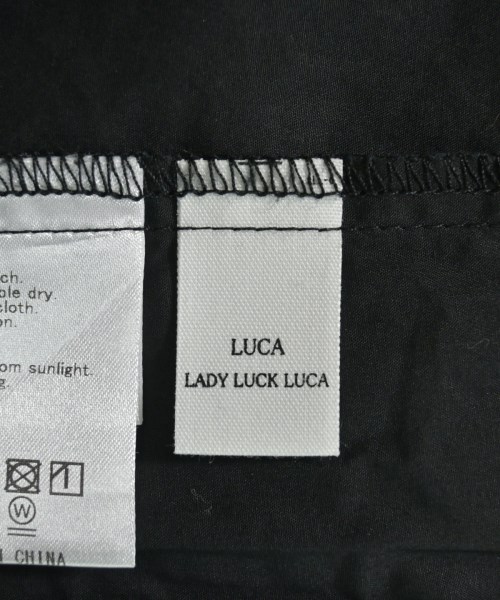 ch.
ble dry.
cloth.
on.
om sunlight.
g.
W
CHINA
LUCA
LADY LUCK LUCA